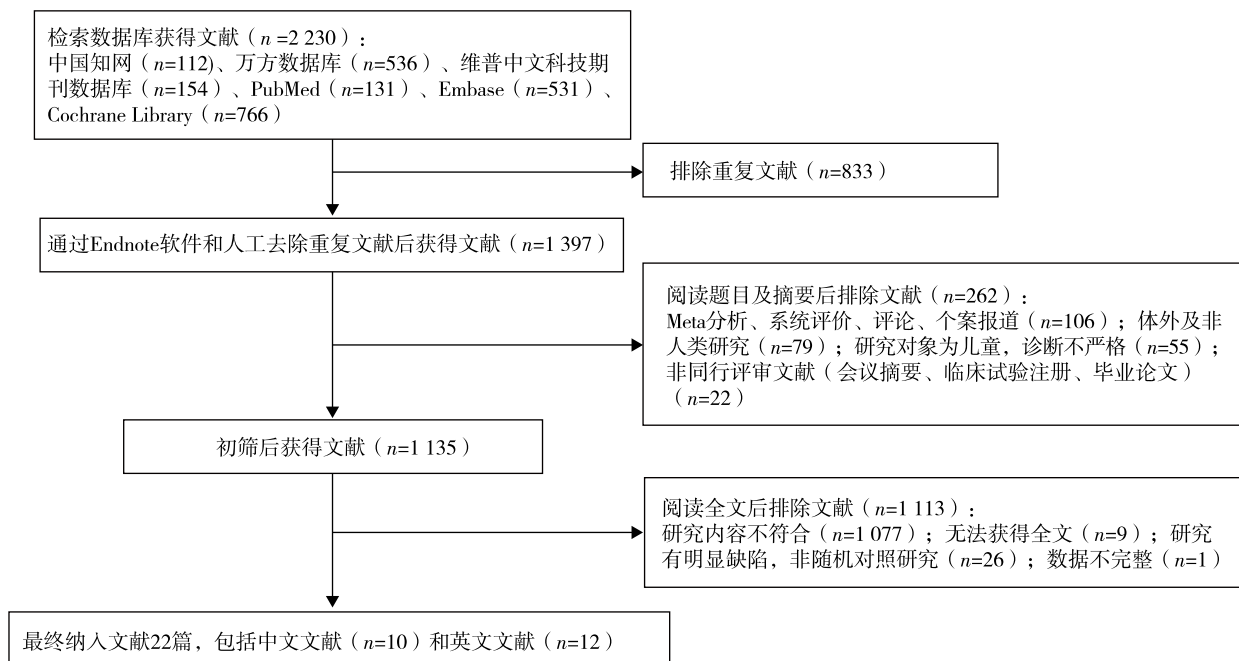 检索数据库获得文献（n =2 230）：
中国知网（n=112)、万方数据库（n=536）、维普中文科技期
刊数据库（n=154）、PubMed（n=131）、Embase（n=531）、
Cochrane Library（n=766）
排除重复文献（n=833）
通过Endnote软件和人工去除重复文献后获得文献（n=1 397）
阅读题目及摘要后排除文献（n=262）：
Meta分析、系统评价、评论、个案报道（n=106）；体外及非
人类研究（n=79）；研究对象为儿童，诊断不严格（n=55）；
非同行评审文献（会议摘要、临床试验注册、毕业论文）
（n=22）
初筛后获得文献（n=1 135）
阅读全文后排除文献（n=1 113）：
研究内容不符合（n=1 077）；无法获得全文（n=9）；研究
有明显缺陷，非随机对照研究（n=26）；数据不完整（n=1）
最终纳入文献22篇，包括中文文献（n=10）和英文文献（n=12）